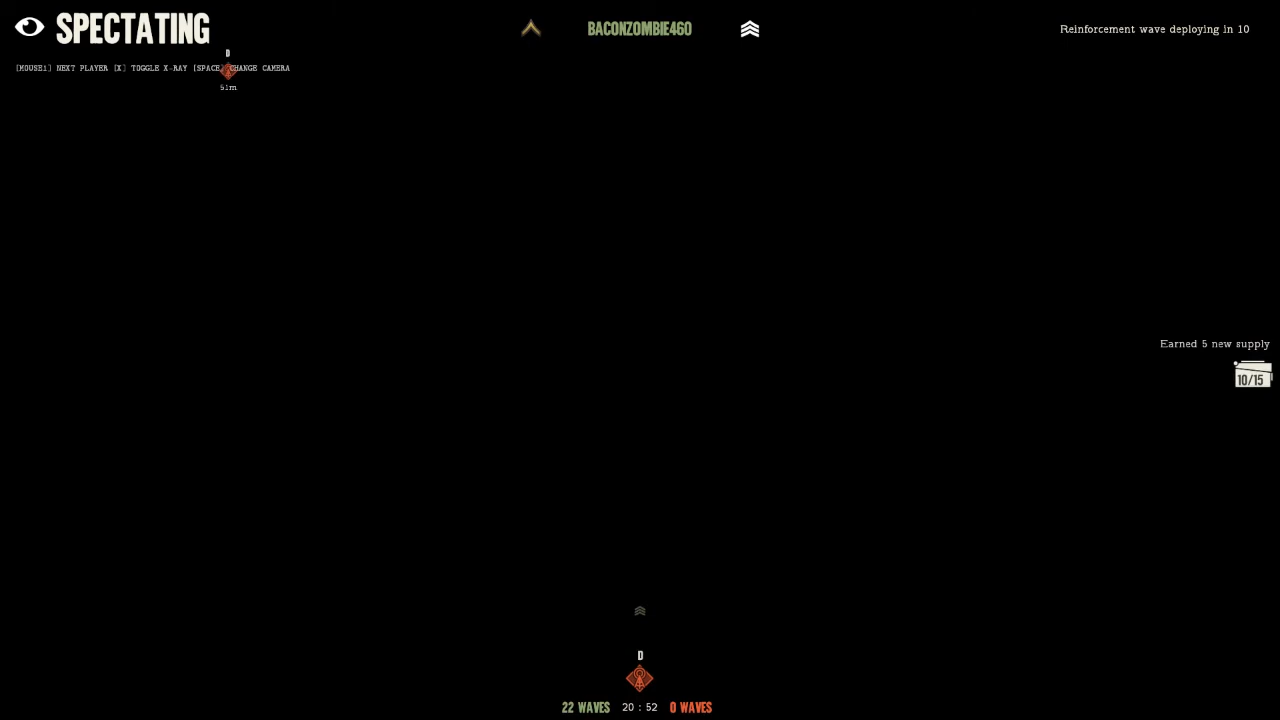 SPECTATING
BACONZOMBIE460
Reinforcement wave deploying in 10
D
[MOUSE1] NEXT PLAYER [X] TOGGLE X-RAY [SPACE] CHANGE CAMERA
51m
Earned 5 new supply
10/15
D
22 WAVES 20 : 52 0 WAVES